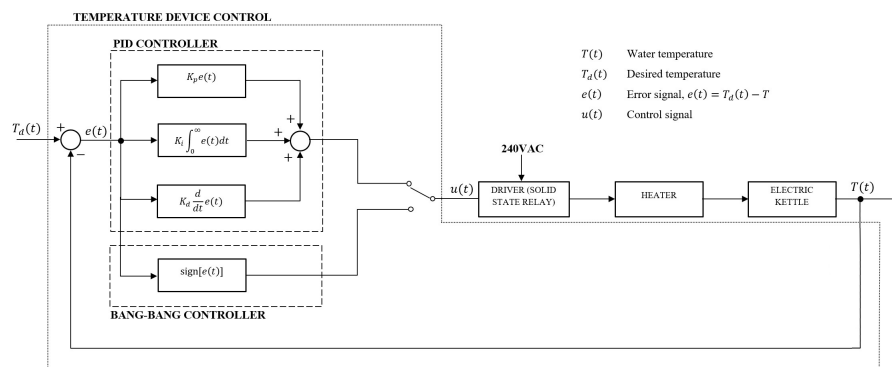 TEMPERATURE DEVICE CONTROL
PID CONTROLLER
K_p e(t)
K_i ∫_0^∞ e(t)dt
K_d d/dt e(t)
+
+
+
T_d(t)
+
−
e(t)
sign[e(t)]
BANG-BANG CONTROLLER
u(t)
240VAC
DRIVER (SOLID
STATE RELAY)
HEATER
ELECTRIC
KETTLE
T(t)
T(t) Water temperature
T_d(t) Desired temperature
e(t) Error signal, e(t) = T_d(t) − T
u(t) Control signal